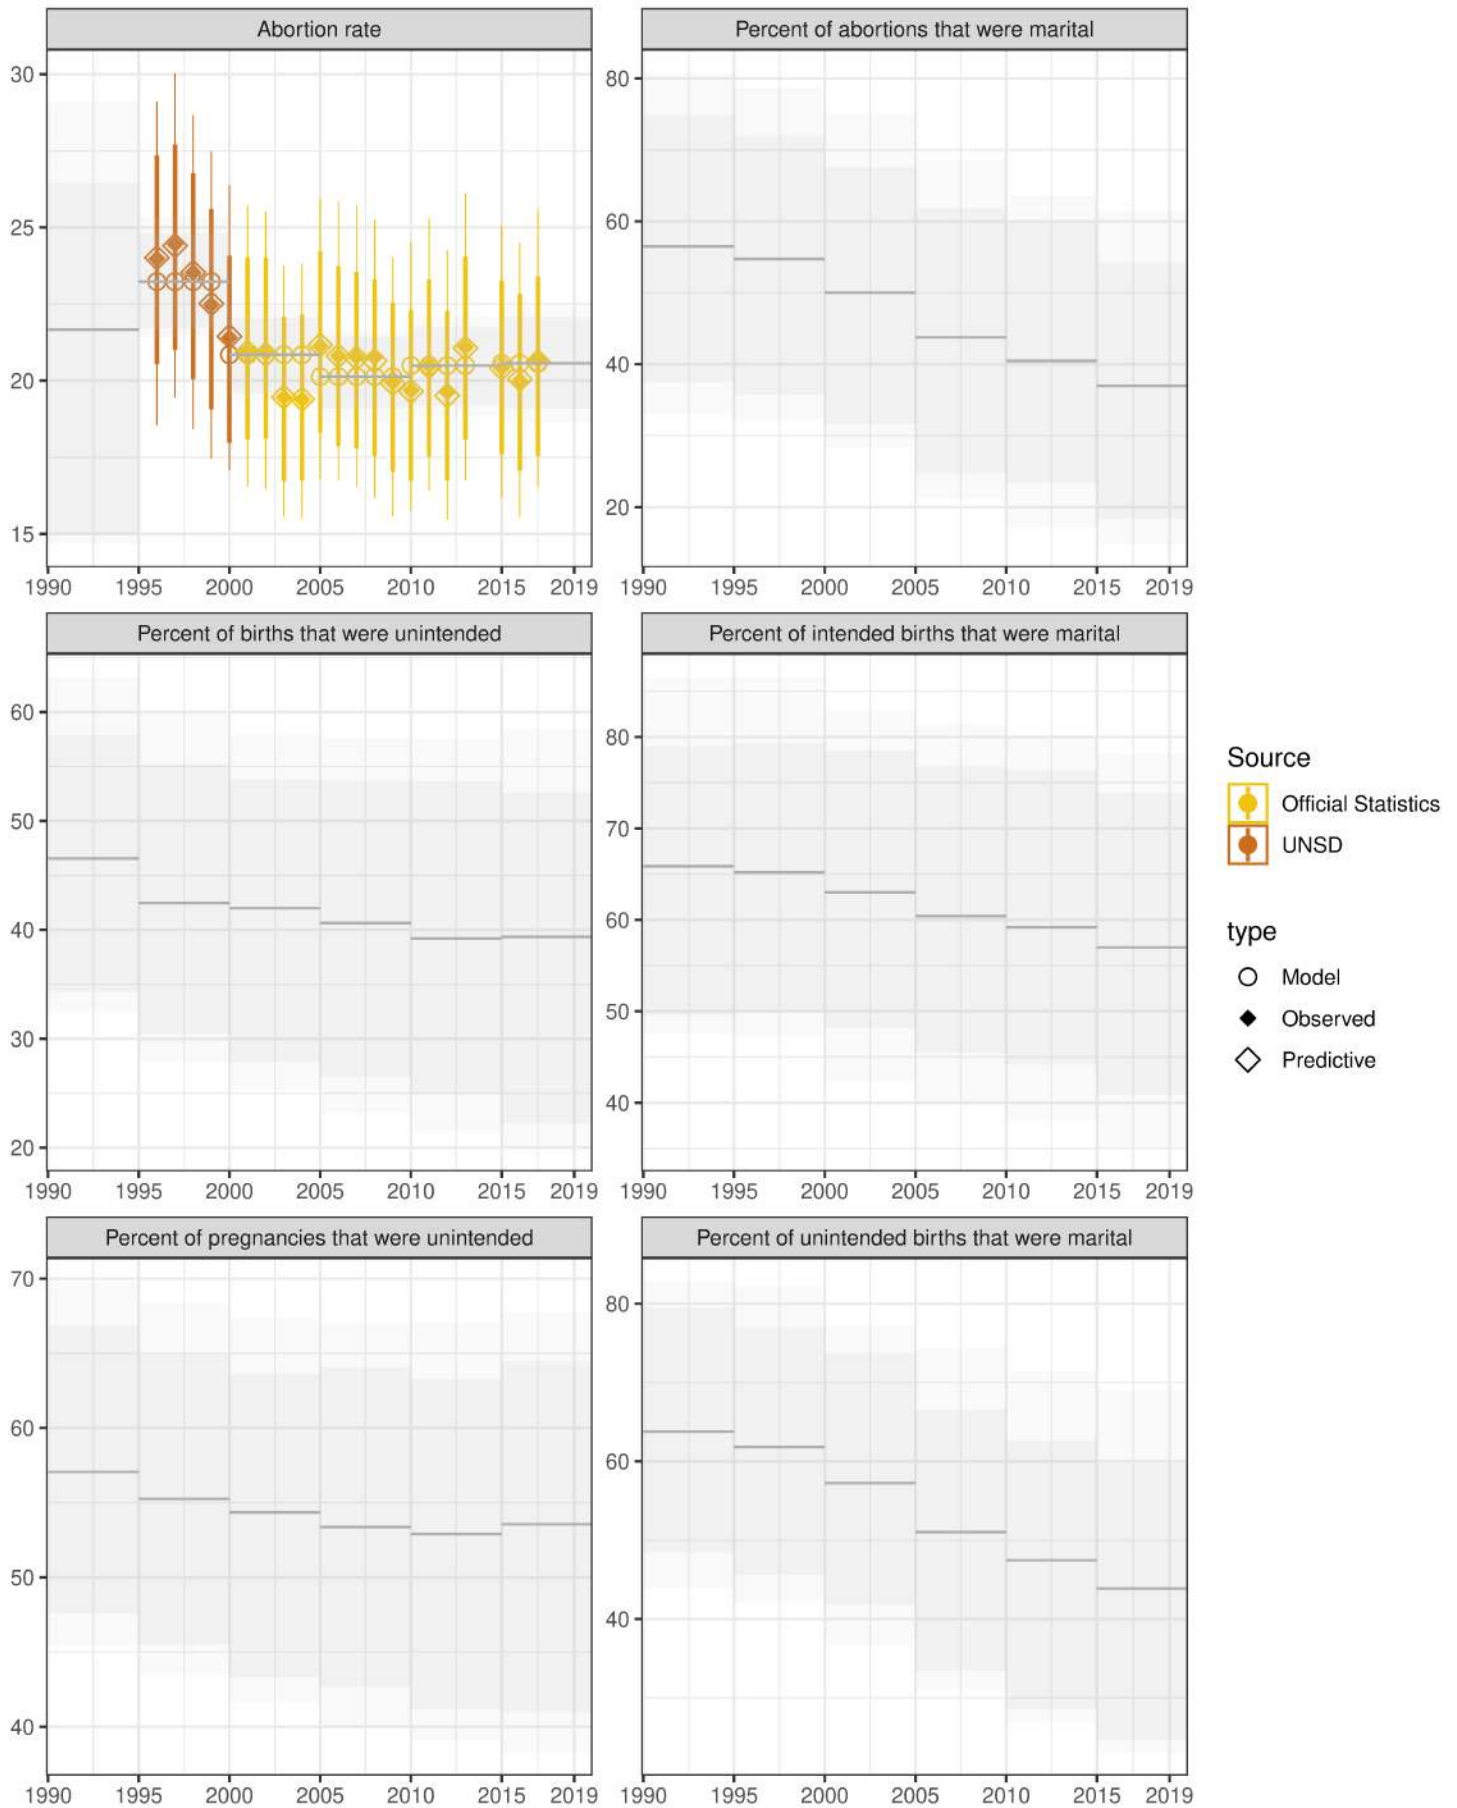 Abortion rate
30
25
20
15
1990 1995 2000 2005 2010 2015 2019
Percent of abortions that were marital
80
60
40
20
1990 1995 2000 2005 2010 2015 2019
Percent of births that were unintended
60
50
40
30
20
1990 1995 2000 2005 2010 2015 2019
Percent of intended births that were marital
80
70
60
50
40
1990 1995 2000 2005 2010 2015 2019
Percent of pregnancies that were unintended
70
60
50
40
1990 1995 2000 2005 2010 2015 2019
Percent of unintended births that were marital
80
60
40
1990 1995 2000 2005 2010 2015 2019
Source
Official Statistics
UNSD
type
Model
Observed
Predictive